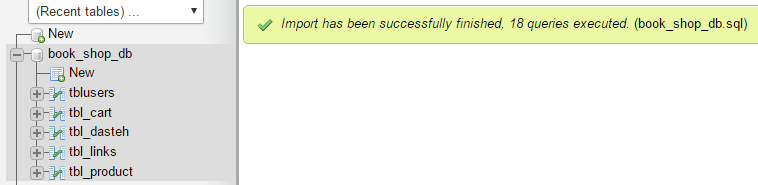 (Recent tables) ...
New
book_shop_db
New
tblusers
tbl_cart
tbl_dasteh
tbl_links
tbl_product
Import has been successfully finished, 18 queries executed. (book_shop_db.sql)